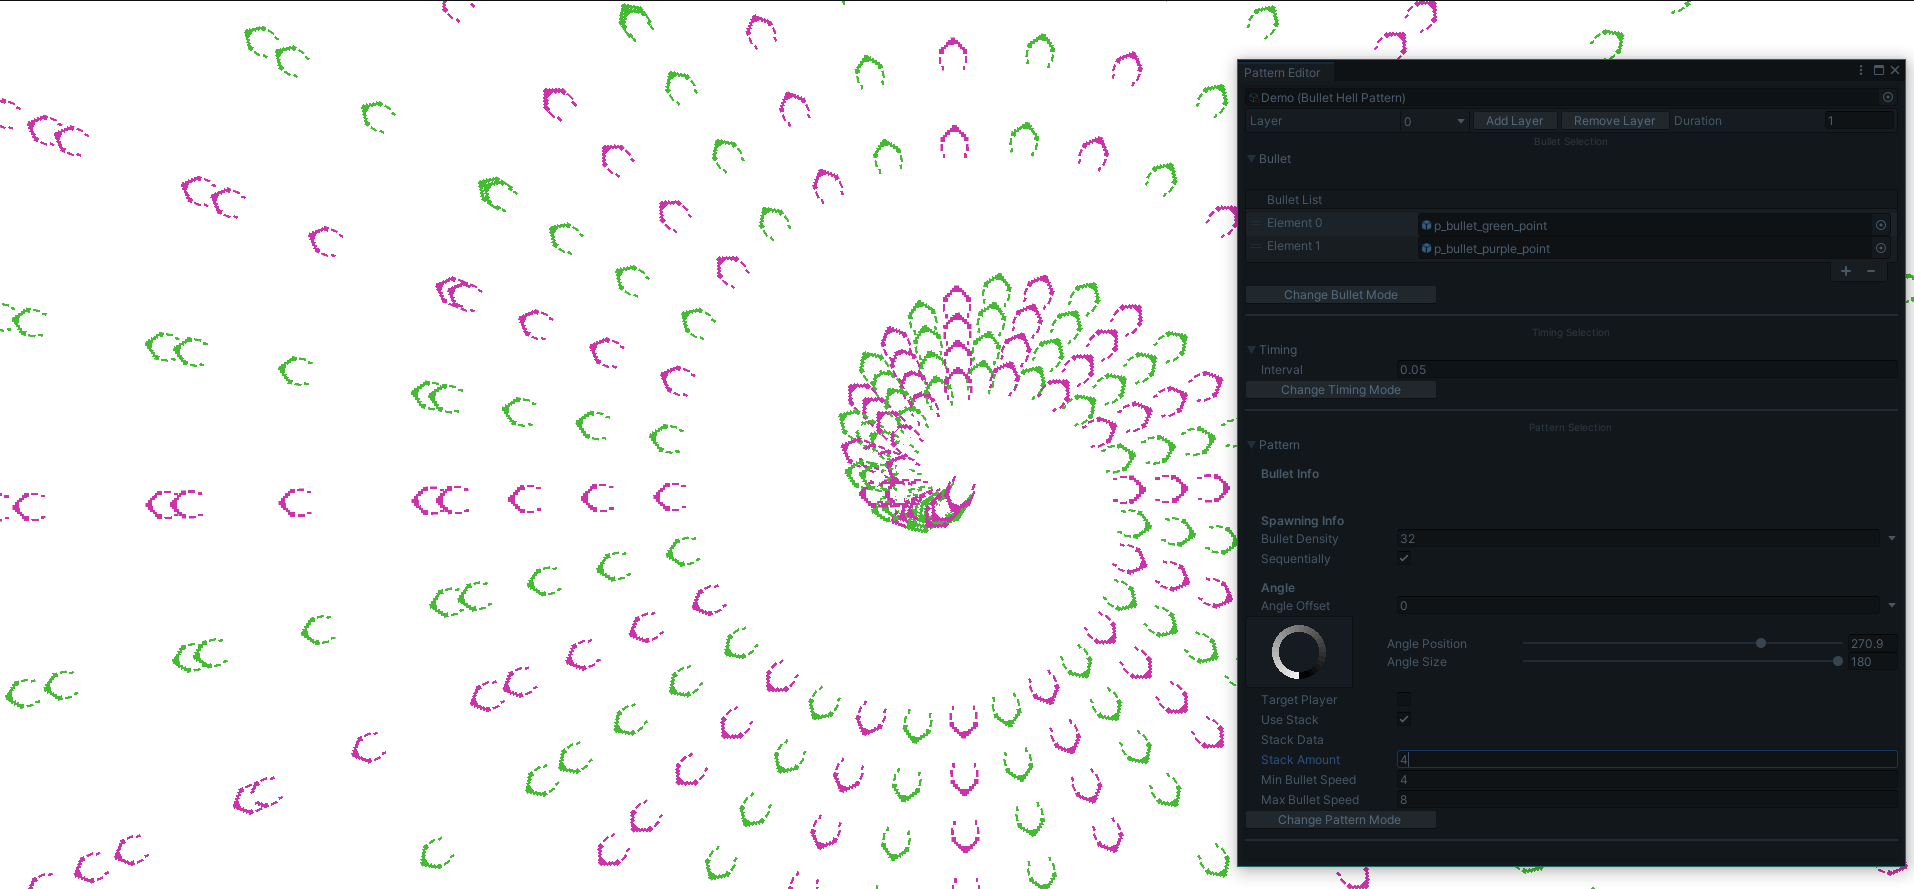 Pattern Editor
Demo (Bullet Hell Pattern)
Layer 0 Add Layer Remove Layer Duration 1
Bullet Selection
Bullet
Bullet List
Element 0 p_bullet_green_point
Element 1 p_bullet_purple_point
+ −
Change Bullet Mode
Timing Selection
Timing
Interval 0.05
Change Timing Mode
Pattern Selection
Pattern
Bullet Info
Spawning Info
Bullet Density 32
Sequentially
Angle
Angle Offset 0
Angle Position 270.9
Angle Size 180
Target Player
Use Stack
Stack Data
Stack Amount 4
Min Bullet Speed 4
Max Bullet Speed 8
Change Pattern Mode